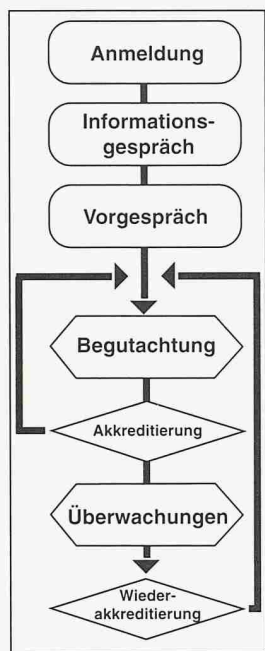 Anmeldung
Informations-
gespräch
Vorgespräch
Begutachtung
Akkreditierung
Überwachungen
Wieder-
akkreditierung